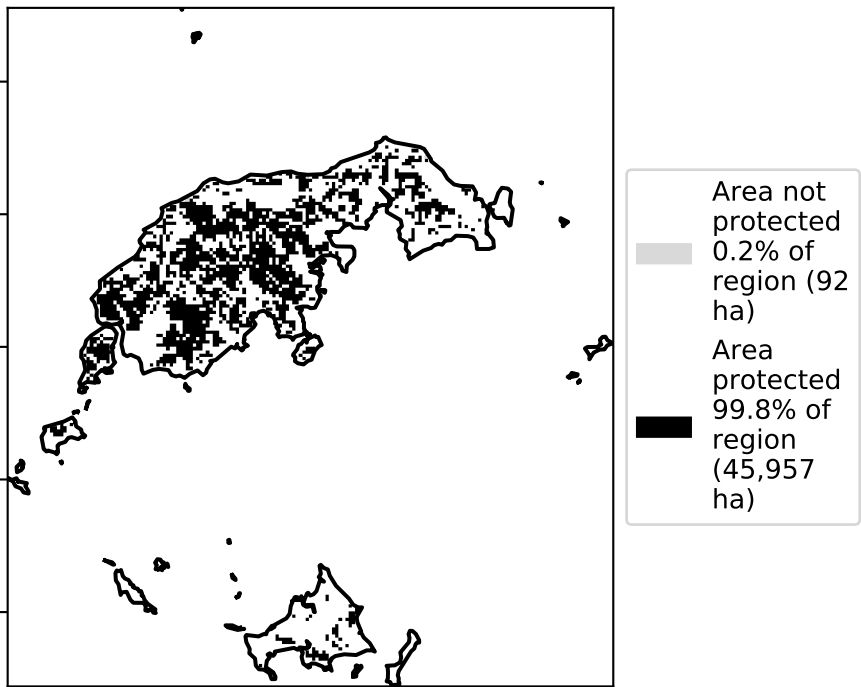 Area not
protected
0.2% of
region (92
ha)
Area
protected
99.8% of
region
(45,957
ha)